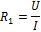 R₁ = U/I